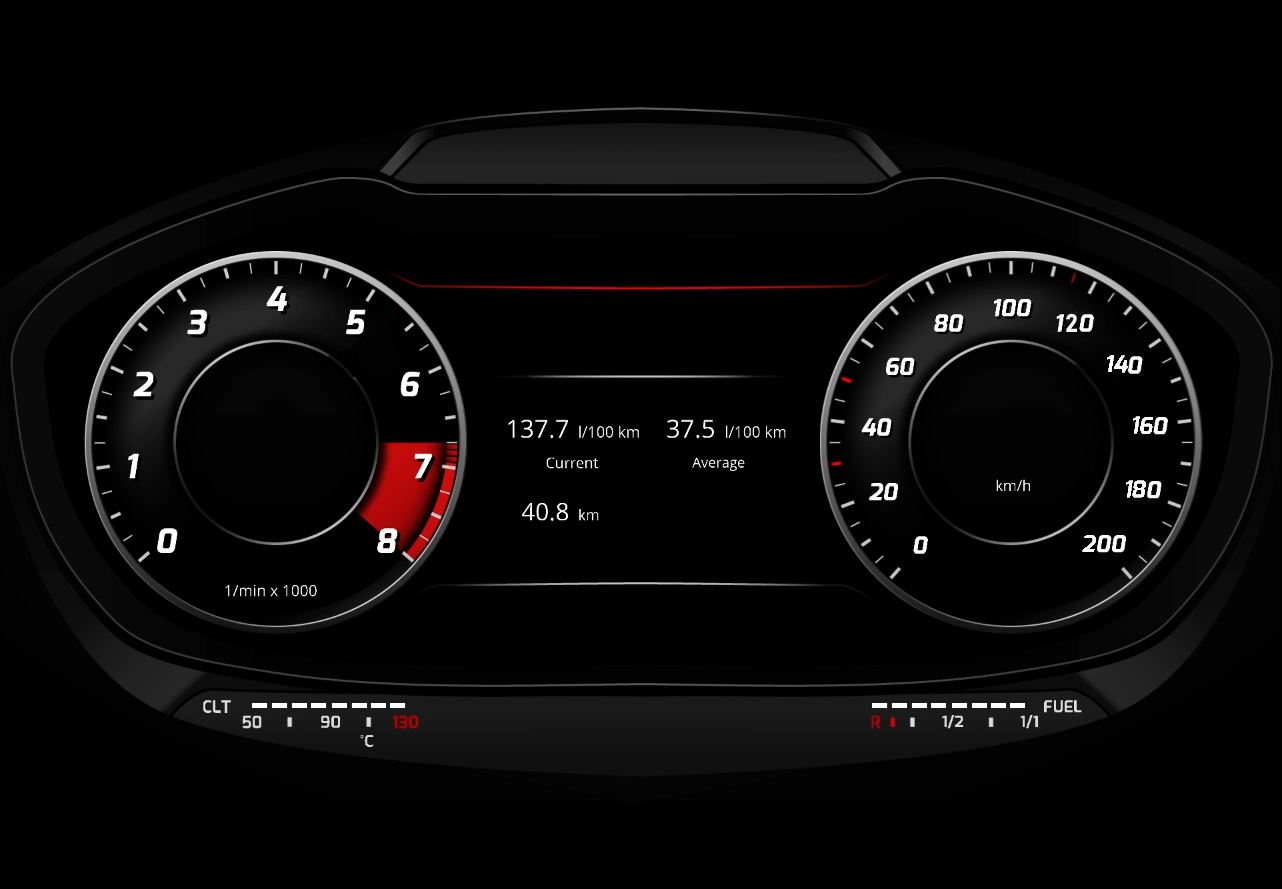 0 1 2 3 4 5 6 7 8
1/min x 1000
137.7 l/100 km 37.5 l/100 km
Current Average
40.8 km
0 20 40 60 80 100 120 140 160 180 200
km/h
CLT
50 90 130
°C
FUEL
R 1/2 1/1